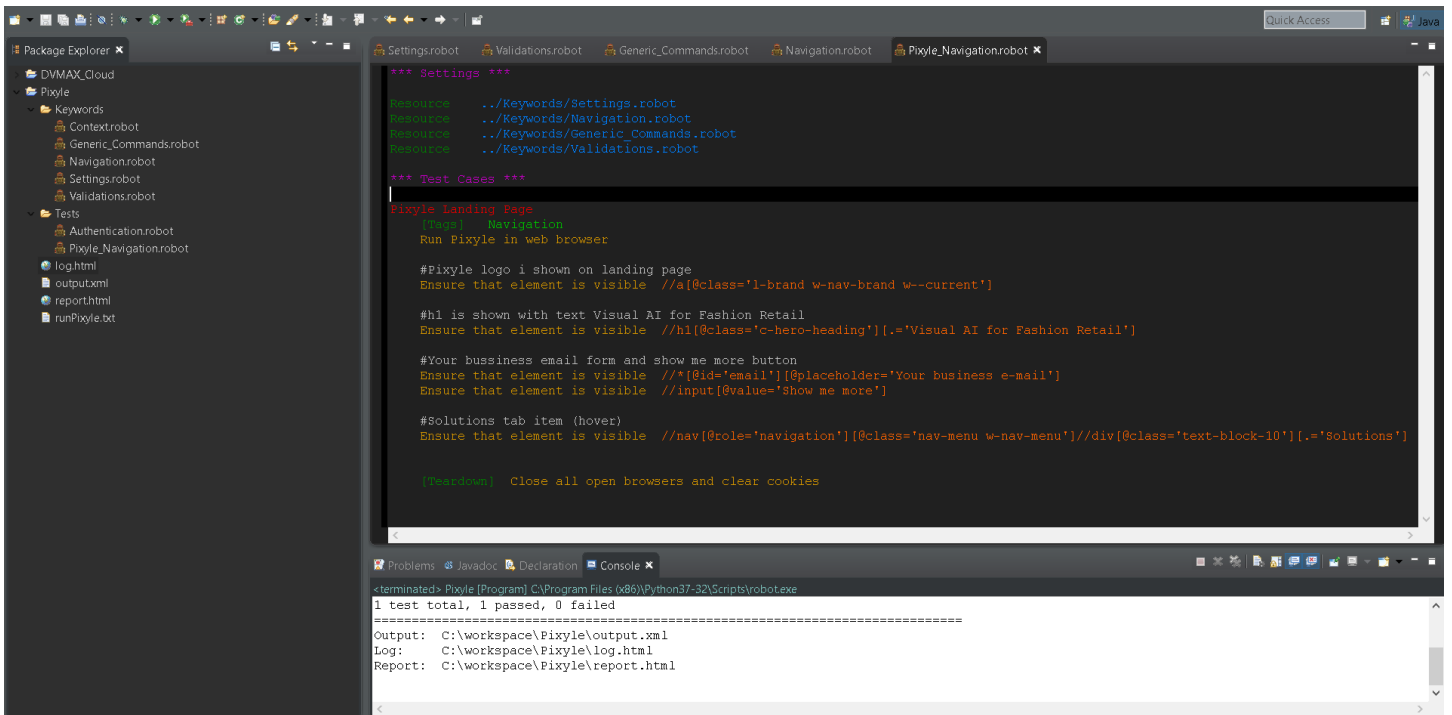 Quick Access
Java
Package Explorer
DVMAX_Cloud
Pixyle
Keywords
Context.robot
Generic_Commands.robot
Navigation.robot
Settings.robot
Validations.robot
Tests
Authentication.robot
Pixyle_Navigation.robot
log.html
output.xml
report.html
runPixyle.txt
Settings.robot Validations.robot Generic_Commands.robot Navigation.robot Pixyle_Navigation.robot
*** Settings ***
Resource ../Keywords/Settings.robot
Resource ../Keywords/Navigation.robot
Resource ../Keywords/Generic_Commands.robot
Resource ../Keywords/Validations.robot
*** Test Cases ***
Pixyle Landing Page
[Tags] Navigation
Run Pixyle in web browser
#Pixyle logo i shown on landing page
Ensure that element is visible //a[@class='l-brand w-nav-brand w--current']
#h1 is shown with text Visual AI for Fashion Retail
Ensure that element is visible //h1[@class='c-hero-heading'][.='Visual AI for Fashion Retail']
#Your bussiness email form and show me more button
Ensure that element is visible //*[@id='email'][@placeholder='Your business e-mail']
Ensure that element is visible //input[@value='Show me more']
#Solutions tab item (hover)
Ensure that element is visible //nav[@role='navigation'][@class='nav-menu w-nav-menu']//div[@class='text-block-10'][.='Solutions']
[Teardown] Close all open browsers and clear cookies
Problems Javadoc Declaration Console
<terminated> Pixyle [Program] C:\Program Files (x86)\Python37-32\Scripts\robot.exe
1 test total, 1 passed, 0 failed
==============================================================================
Output: C:\workspace\Pixyle\output.xml
Log: C:\workspace\Pixyle\log.html
Report: C:\workspace\Pixyle\report.html